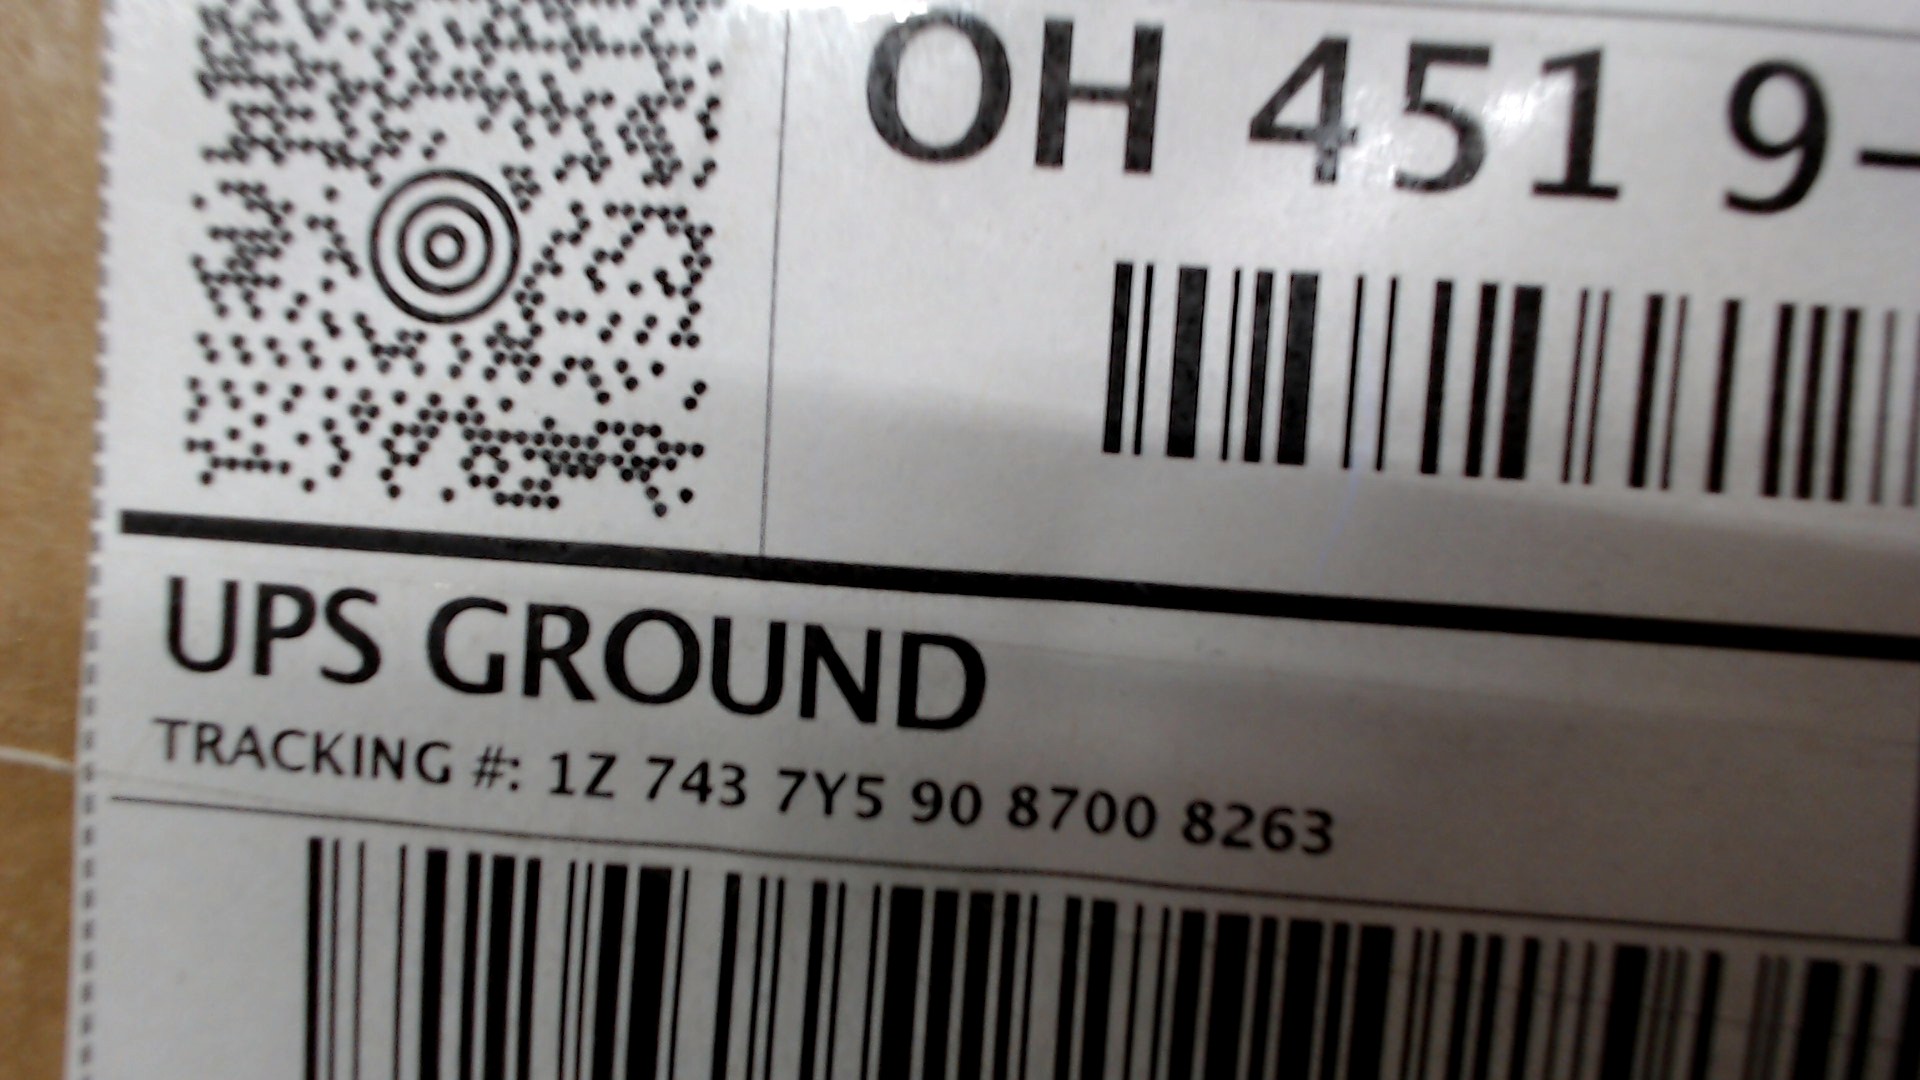 OH 451 9-
UPS GROUND
TRACKING #: 1Z 743 7Y5 90 8700 8263